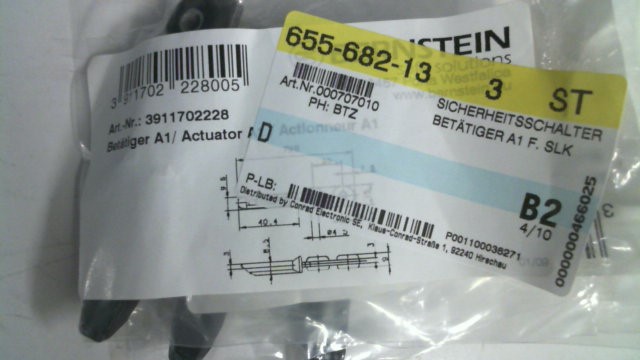 BERNSTEIN
3 911702 228005
Art.-Nr.: 3911702228
Betätiger A1/ Actuator A
Actionneur A1
40,4
655-682-13
3 ST
Art.Nr.000707010
PH: BTZ
SICHERHEITSSCHALTER
BETÄTIGER A1 F. SLK
D
B2
4/10
P-LB:
P001100036271
Distributed by Conrad Electronic SE, Klaus-Conrad-Straße 1, 92240 Hirschau
000000466025